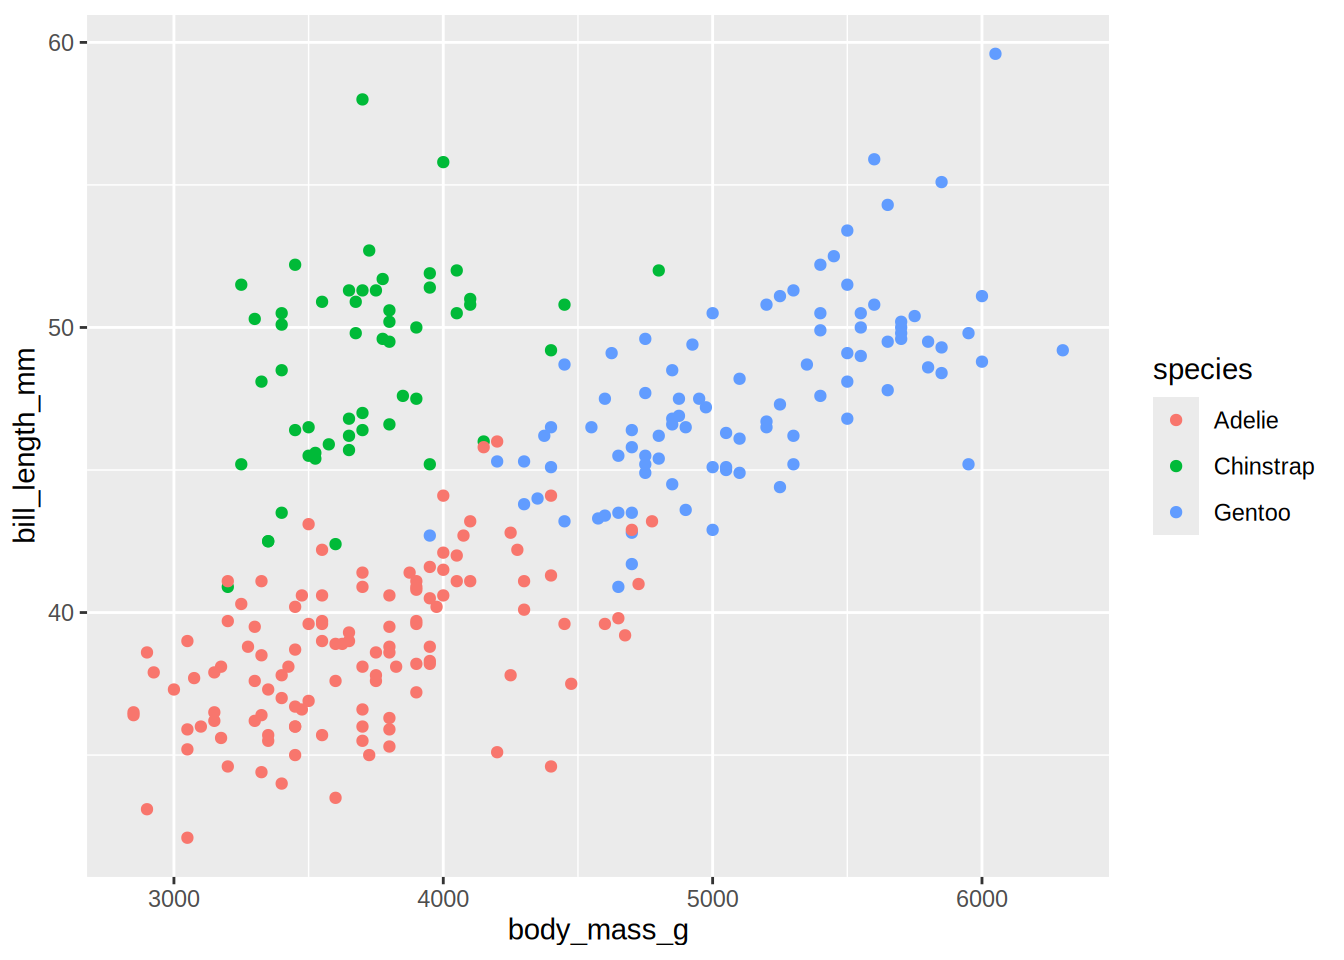 60
50
40
bill_length_mm
3000 4000 5000 6000
body_mass_g
species
Adelie
Chinstrap
Gentoo